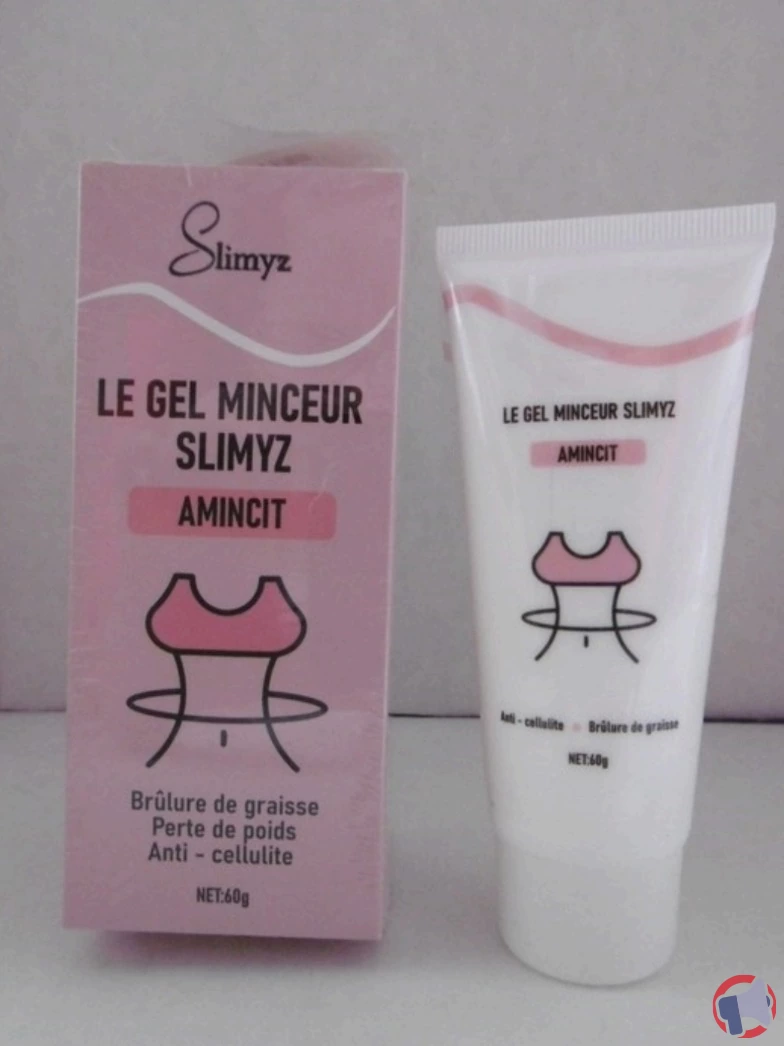 Slimyz
LE GEL MINCEUR
SLIMYZ
AMINCIT
Brûlure de graisse
Perte de poids
Anti - cellulite
NET:60g
LE GEL MINCEUR SLIMYZ
AMINCIT
Anti - cellulite Brûlure de graisse
NET:60g